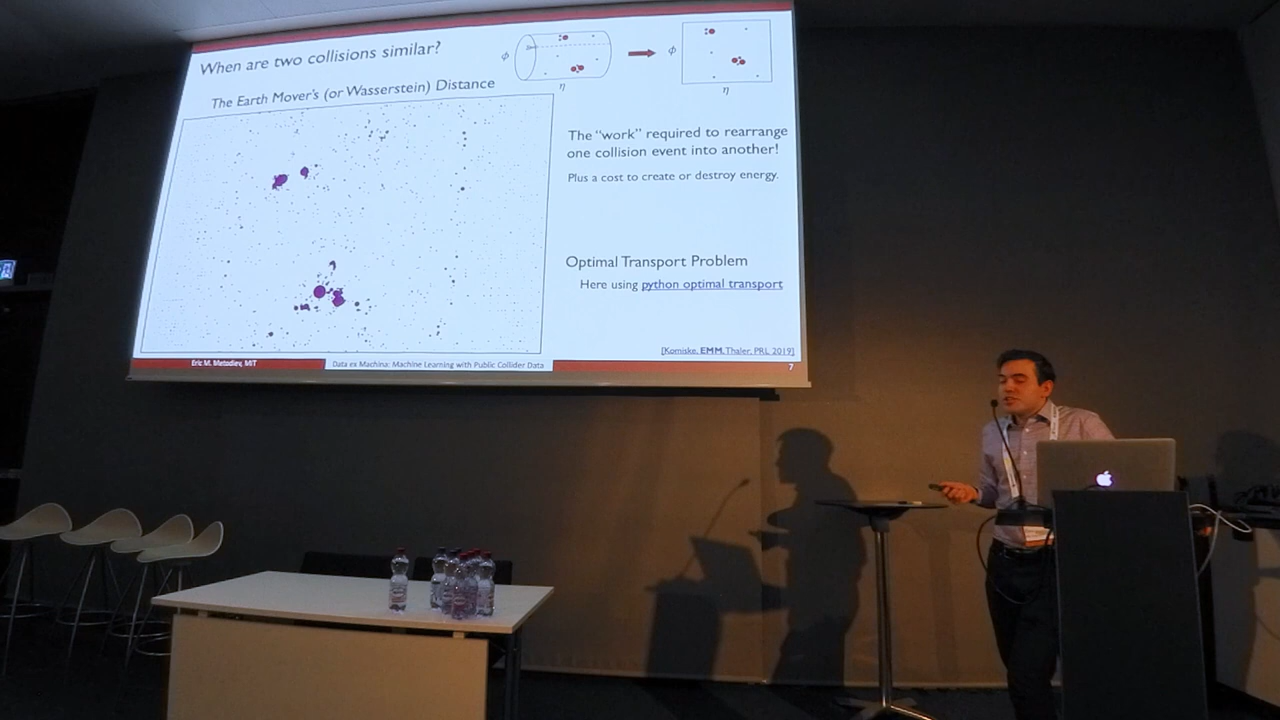 When are two collisions similar?
ϕ
η
ϕ
η
The Earth Mover's (or Wasserstein) Distance
The "work" required to rearrange
one collision event into another!
Plus a cost to create or destroy energy.
Optimal Transport Problem
Here using python optimal transport
[Komiske, EMM, Thaler, PRL 2019]
Eric M. Metodiev, MIT
Data ex Machina: Machine Learning with Public Collider Data
7